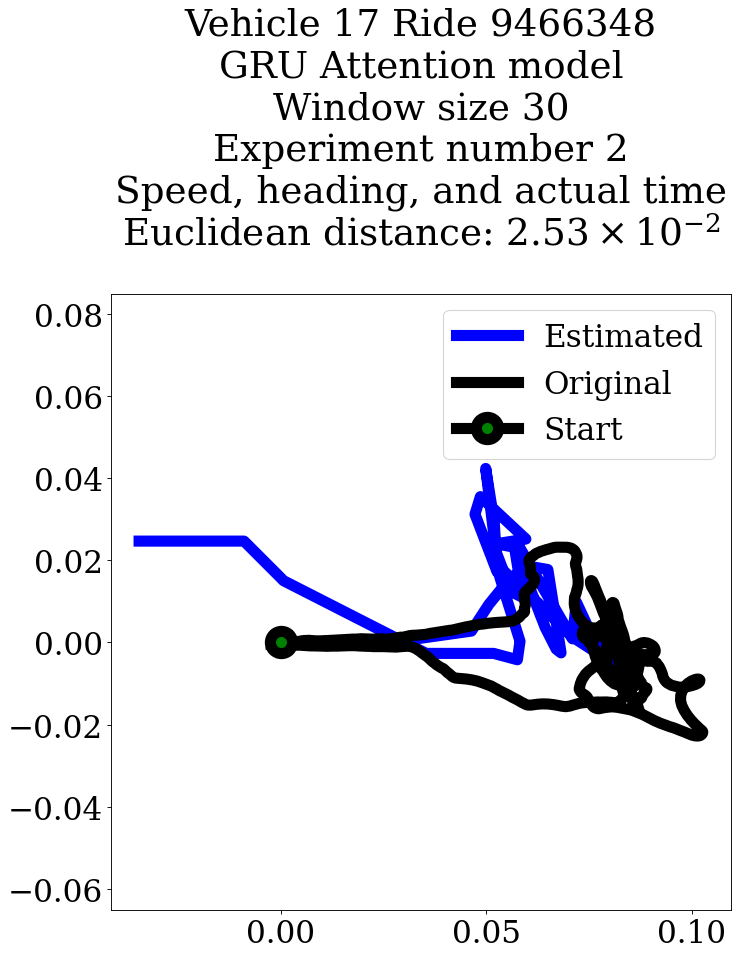 Vehicle 17 Ride 9466348
GRU Attention model
Window size 30
Experiment number 2
Speed, heading, and actual time
Euclidean distance: 2.53 × 10⁻²
Estimated
Original
Start
0.08
0.06
0.04
0.02
0.00
−0.02
−0.04
−0.06
0.00 0.05 0.10